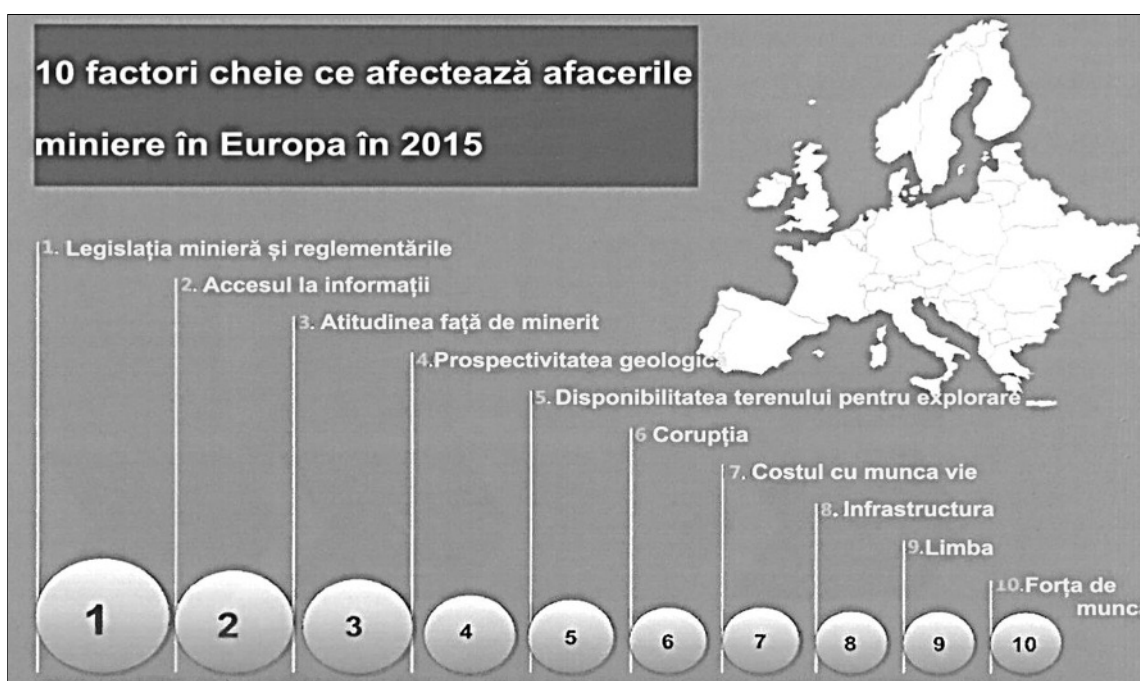 10 factori cheie ce afectează afacerile
miniere în Europa în 2015
1. Legislația minieră și reglementările
2. Accesul la informații
3. Atitudinea față de minerit
4.Prospectivitatea geologică
5. Disponibilitatea terenului pentru explorare
6 Corupția
7. Costul cu munca vie
8. Infrastructura
9.Limba
10.Forța de
muncă
1 2 3 4 5 6 7 8 9 10